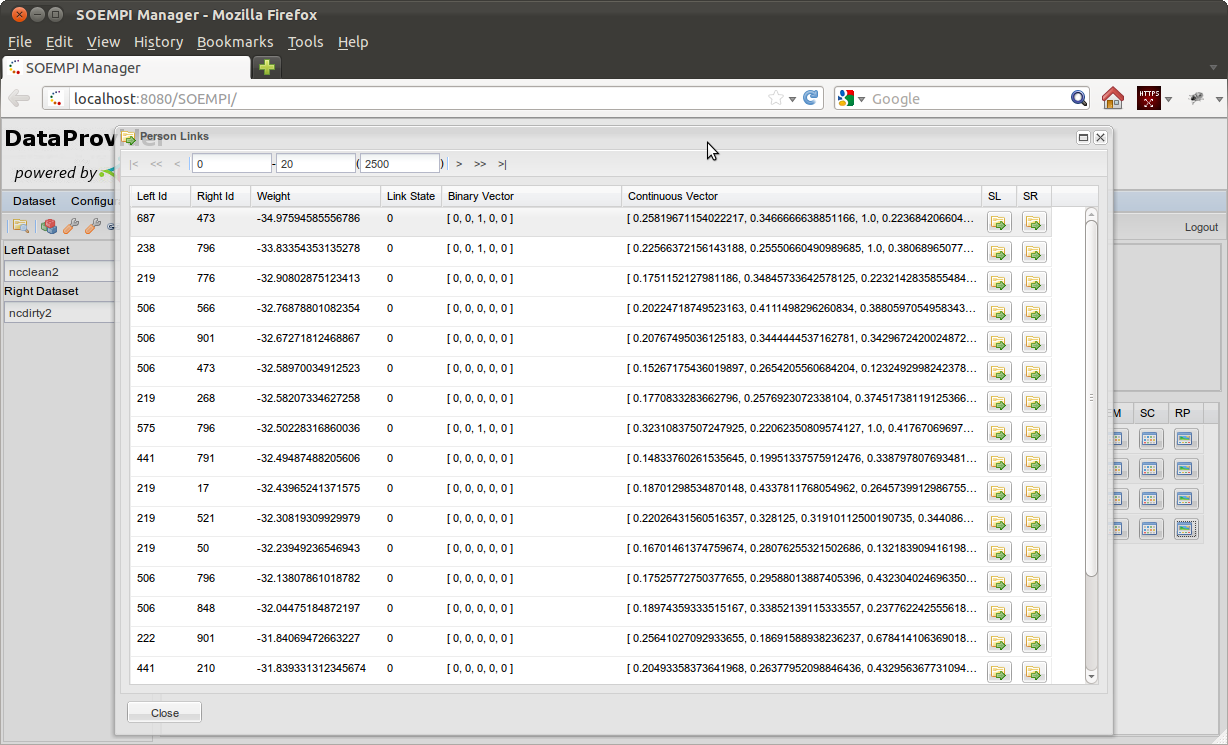 SOEMPI Manager - Mozilla Firefox
File Edit View History Bookmarks Tools Help
SOEMPI Manager
localhost:8080/SOEMPI/
Google
HTTPS
DataProvider
powered by
Person Links
|< << < 0 - 20 ( 2500 ) > >> >|
Dataset Configu
Logout
Left Dataset
ncclean2
Right Dataset
ncdirty2
Left Id Right Id Weight Link State Binary Vector Continuous Vector SL SR
687 473 -34.97594585556786 0 [ 0, 0, 1, 0, 0 ] [ 0.25819671154022217, 0.3466666638851166, 1.0, 0.223684206604...
238 796 -33.83354353135278 0 [ 0, 0, 1, 0, 0 ] [ 0.22566372156143188, 0.25550660490989685, 1.0, 0.38068965077...
219 776 -32.90802875123413 0 [ 0, 0, 0, 0, 0 ] [ 0.1751152127981186, 0.34845733642578125, 0.2232142835855484...
506 566 -32.76878801082354 0 [ 0, 0, 0, 0, 0 ] [ 0.20224718749523163, 0.4111498296260834, 0.3880597054958343...
506 901 -32.67271812468867 0 [ 0, 0, 0, 0, 0 ] [ 0.20767495036125183, 0.3444444537162781, 0.3429672420024872...
506 473 -32.58970034912523 0 [ 0, 0, 0, 0, 0 ] [ 0.15267175436019897, 0.2654205560684204, 0.1232492998242378...
219 268 -32.58207334627258 0 [ 0, 0, 0, 0, 0 ] [ 0.1770833283662796, 0.2576923072338104, 0.37451738119125366...
575 796 -32.50228316860036 0 [ 0, 0, 1, 0, 0 ] [ 0.32310837507247925, 0.22062350809574127, 1.0, 0.41767069697...
441 791 -32.49487488205606 0 [ 0, 0, 0, 0, 0 ] [ 0.14833760261535645, 0.19951337575912476, 0.338797807693481...
219 17 -32.43965241371575 0 [ 0, 0, 0, 0, 0 ] [ 0.18701298534870148, 0.4337811768054962, 0.2645739912986755...
219 521 -32.30819309929979 0 [ 0, 0, 0, 0, 0 ] [ 0.22026431560516357, 0.328125, 0.31910112500190735, 0.344086...
219 50 -32.23949236546943 0 [ 0, 0, 0, 0, 0 ] [ 0.16701461374759674, 0.28076255321502686, 0.132183909416198...
506 796 -32.13807861018782 0 [ 0, 0, 0, 0, 0 ] [ 0.17525772750377655, 0.29588013887405396, 0.432304024696350...
506 848 -32.04475184872197 0 [ 0, 0, 0, 0, 0 ] [ 0.18974359333515167, 0.33852139115333557, 0.237762242555618...
222 901 -31.84069472663227 0 [ 0, 0, 0, 0, 0 ] [ 0.25641027092933655, 0.18691588938236237, 0.678414106369018...
441 210 -31.839331312345674 0 [ 0, 0, 0, 0, 0 ] [ 0.20493358373641968, 0.26377952098846436, 0.432956367731094...
M SC RP
Close